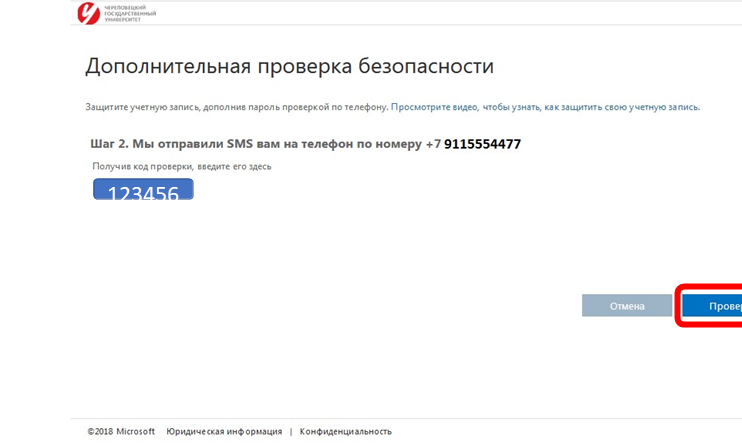 ЧЕРЕПОВЕЦКИЙ
ГОСУДАРСТВЕННЫЙ
УНИВЕРСИТЕТ
Дополнительная проверка безопасности
Защитите учетную запись, дополнив пароль проверкой по телефону. Просмотрите видео, чтобы узнать, как защитить свою учетную запись.
Шаг 2. Мы отправили SMS вам на телефон по номеру +7 9115554477
Получив код проверки, введите его здесь
123456
Отмена Провер
©2018 Microsoft Юридическая информация | Конфиденциальность